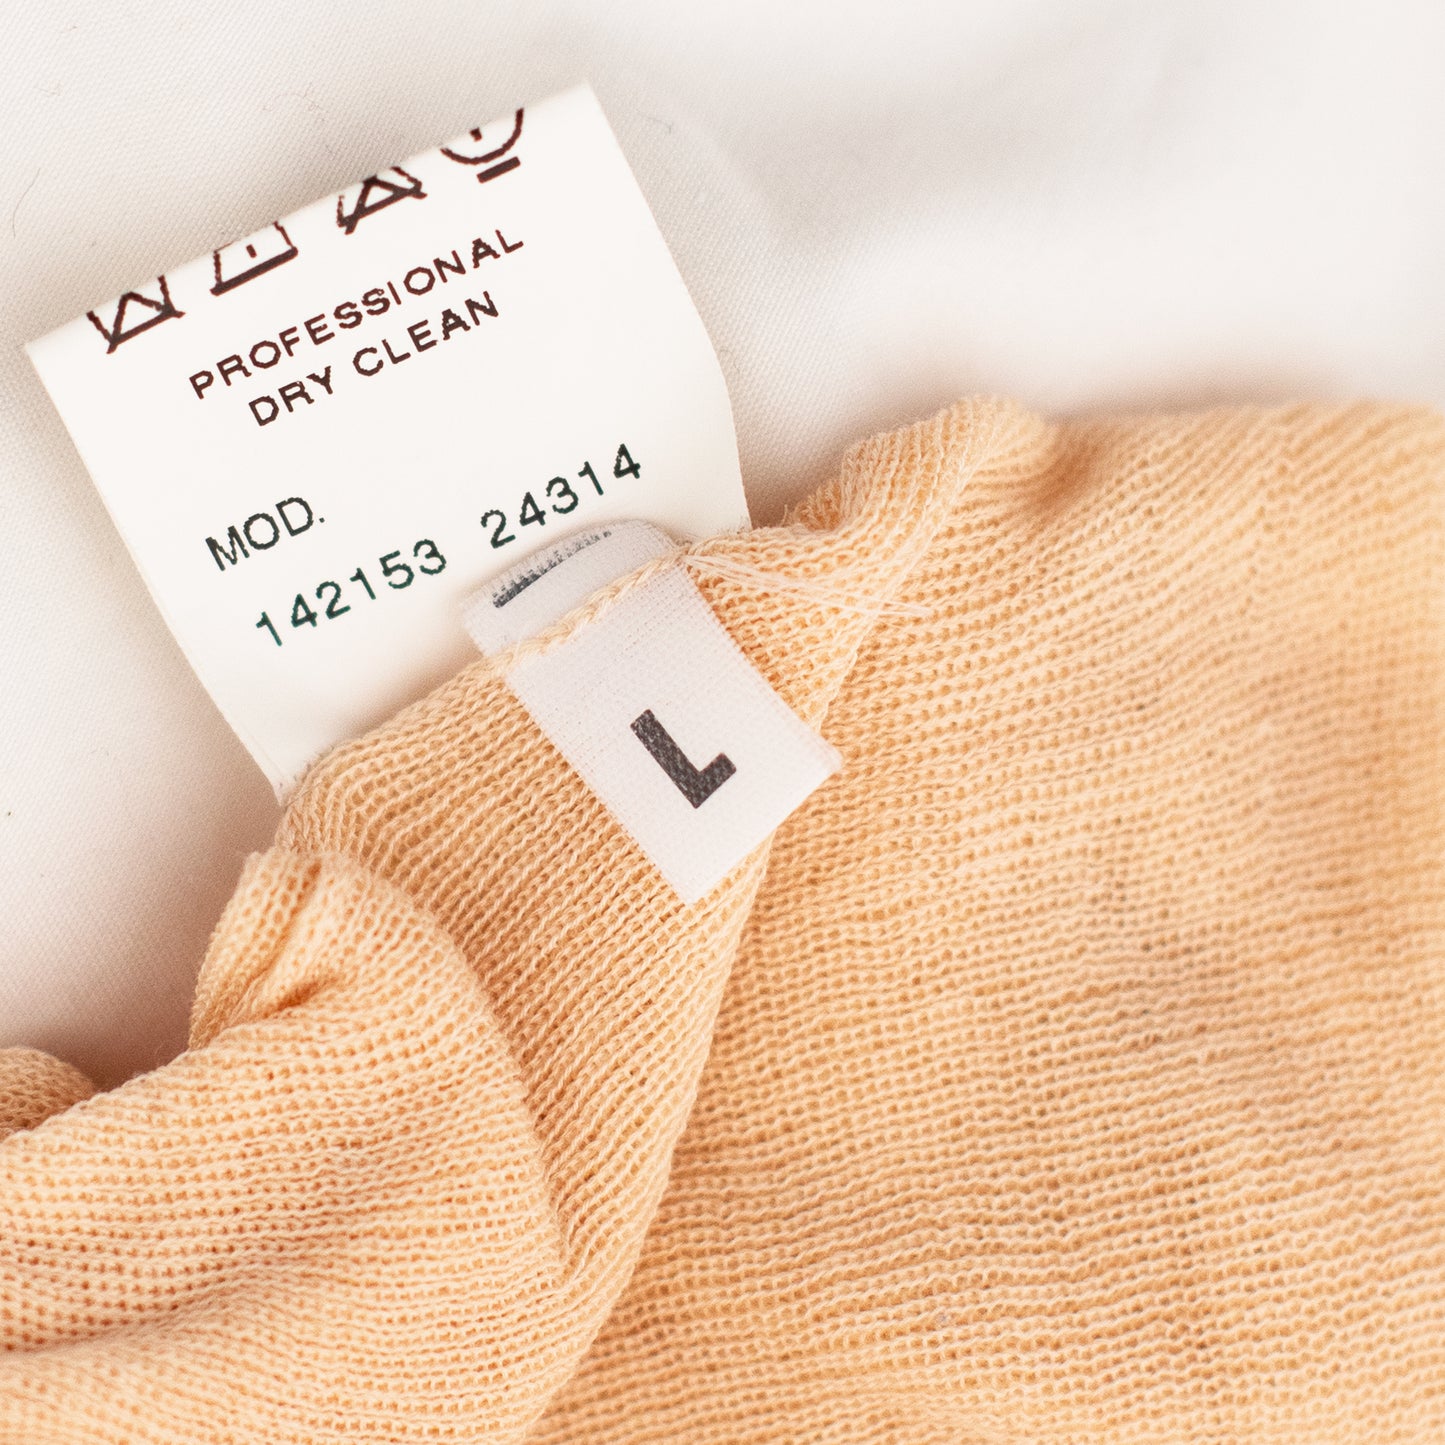 PROFESSIONAL
DRY CLEAN
MOD.
142153 24314
L